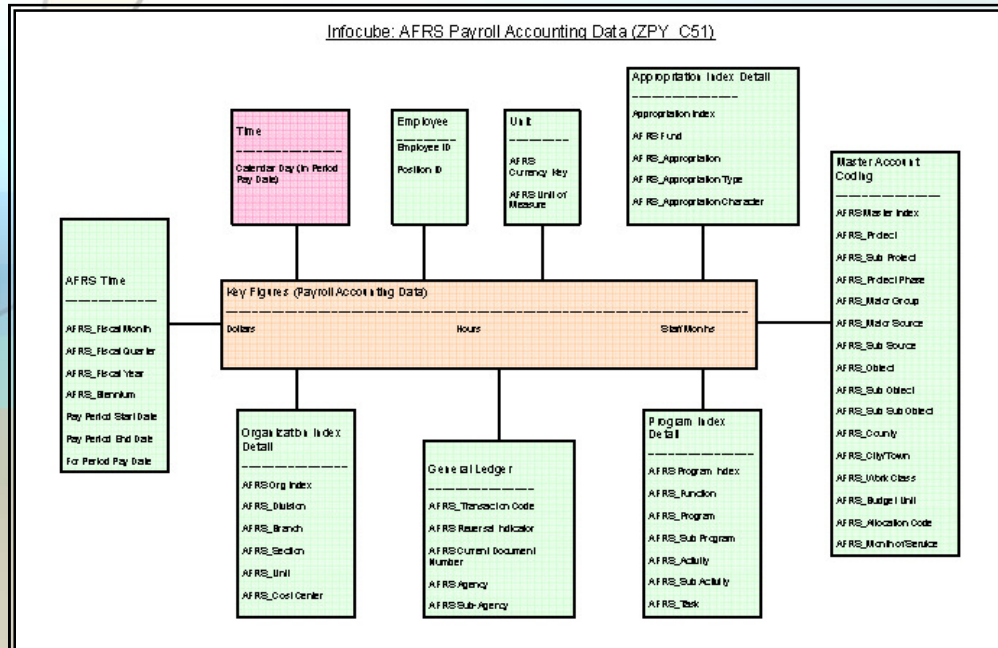 Infocube: AFRS Payroll Accounting Data (ZPY_C51)
Time
Calendar Day (In Period
Pay Date)
Employee
Employee ID
Position ID
Unit
AFRS
Currency Key
AFRS Unit of
Measure
Appropriation Index Detail
Appropriation Index
AFRS Fund
AFRS_Appropriation
AFRS_Appropriation Type
AFRS_Appropriation Character
Master Account
Coding
AFRS Master Index
AFRS_Project
AFRS_Sub Project
AFRS_Project Phase
AFRS_Major Group
AFRS_Major Source
AFRS_Sub Source
AFRS_Object
AFRS_Sub Object
AFRS_Sub Sub Object
AFRS_County
AFRS_City/Town
AFRS_Work Class
AFRS_Budget Unit
AFRS_Allocation Code
AFRS_Month of Service
AFRS Time
AFRS_Fiscal Month
AFRS_Fiscal Quarter
AFRS_Fiscal Year
AFRS_Biennium
Pay Period Start Date
Pay Period End Date
For Period Pay Date
Key Figures (Payroll Accounting Data)
Dollars Hours Staff Months
Organization Index
Detail
AFRS Org Index
AFRS_Division
AFRS_Branch
AFRS_Section
AFRS_Unit
AFRS_Cost Center
General Ledger
AFRS_Transaction Code
AFRS Reversal Indicator
AFRS Current Document
Number
AFRS Agency
AFRS Sub-Agency
Program Index
Detail
AFRS Program Index
AFRS_Function
AFRS_Program
AFRS_Sub Program
AFRS_Activity
AFRS_Sub Activity
AFRS_Task